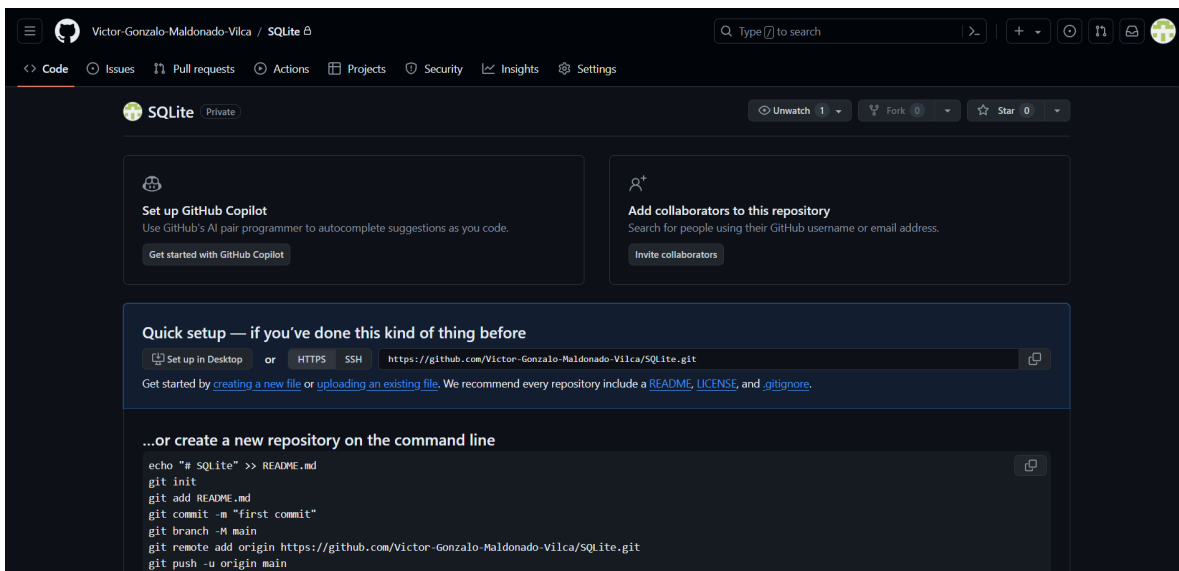 Victor-Gonzalo-Maldonado-Vilca / SQLite
Type / to search
Code Issues Pull requests Actions Projects Security Insights Settings
SQLite Private
Unwatch 1 Fork 0 Star 0
Set up GitHub Copilot
Use GitHub's AI pair programmer to autocomplete suggestions as you code.
Get started with GitHub Copilot
Add collaborators to this repository
Search for people using their GitHub username or email address.
Invite collaborators
Quick setup — if you've done this kind of thing before
Set up in Desktop or HTTPS SSH https://github.com/Victor-Gonzalo-Maldonado-Vilca/SQLite.git
Get started by creating a new file or uploading an existing file. We recommend every repository include a README, LICENSE, and .gitignore.
...or create a new repository on the command line
echo "# SQLite" >> README.md
git init
git add README.md
git commit -m "first commit"
git branch -M main
git remote add origin https://github.com/Victor-Gonzalo-Maldonado-Vilca/SQLite.git
git push -u origin main